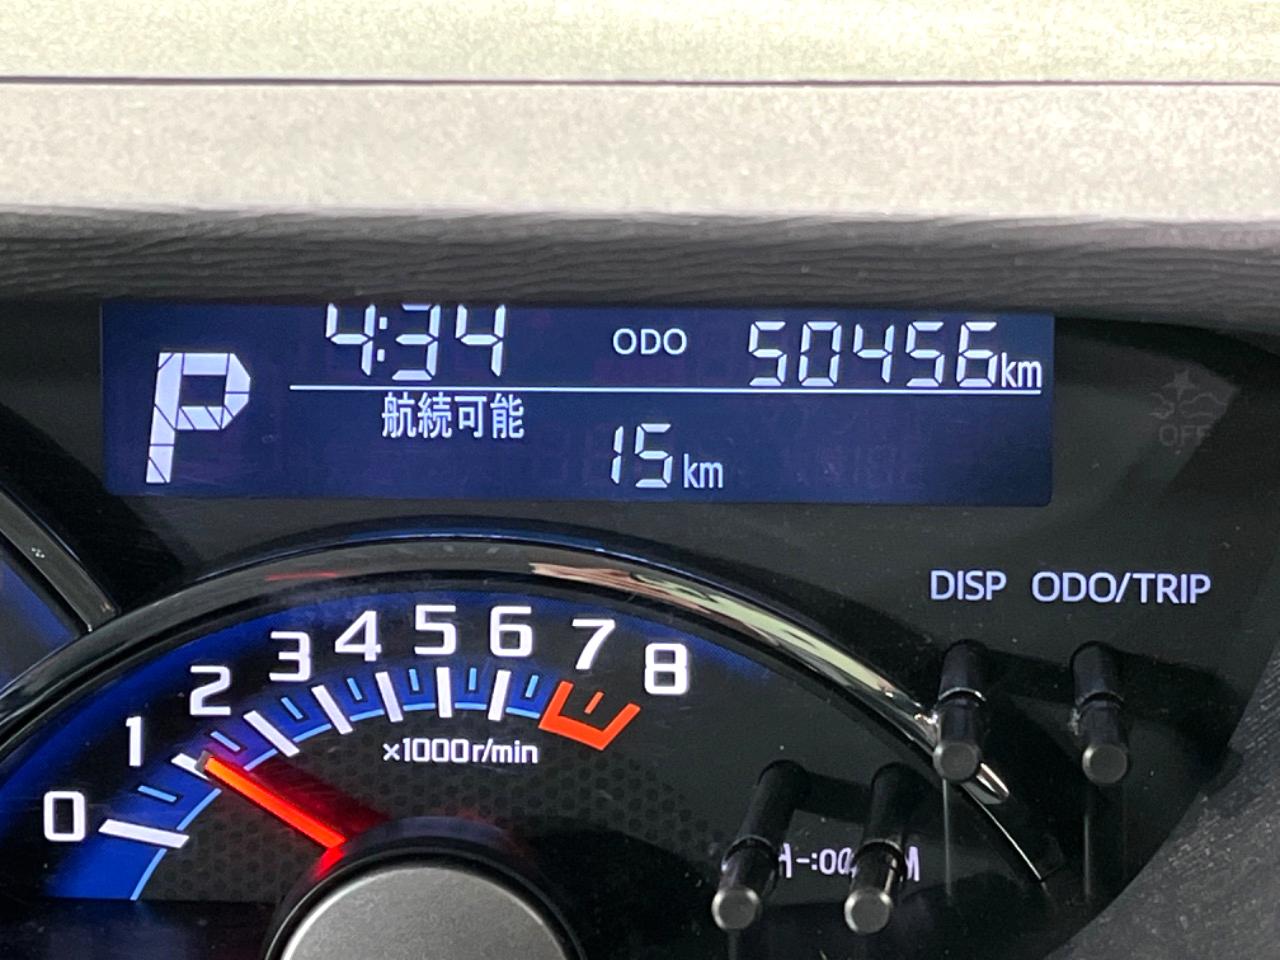 P
4:34 ODO 50456km
航続可能
15km
OFF
DISP ODO/TRIP
0 1 2 3 4 5 6 7 8
×1000r/min